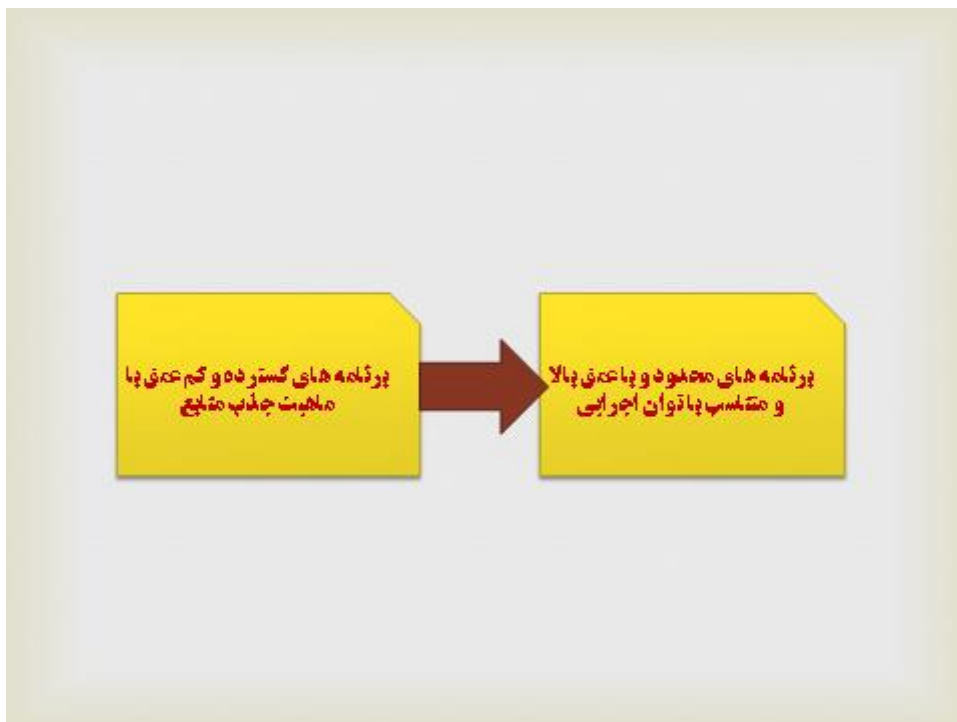 برنامه های گسترده و کم عمق با
ماهیت جذب منابع
برنامه های محدود و با عمق بالا
و متناسب با توان اجرایی